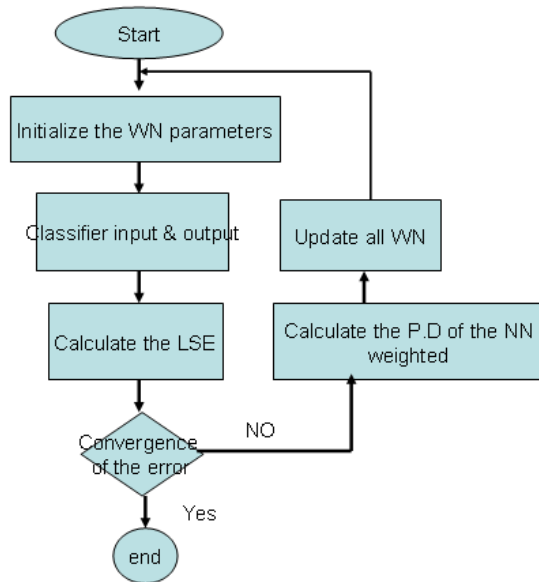 Start
Initialize the WN parameters
Classifier input & output
Calculate the LSE
Convergence
of the error
NO
Yes
end
Calculate the P.D of the NN
weighted
Update all WN